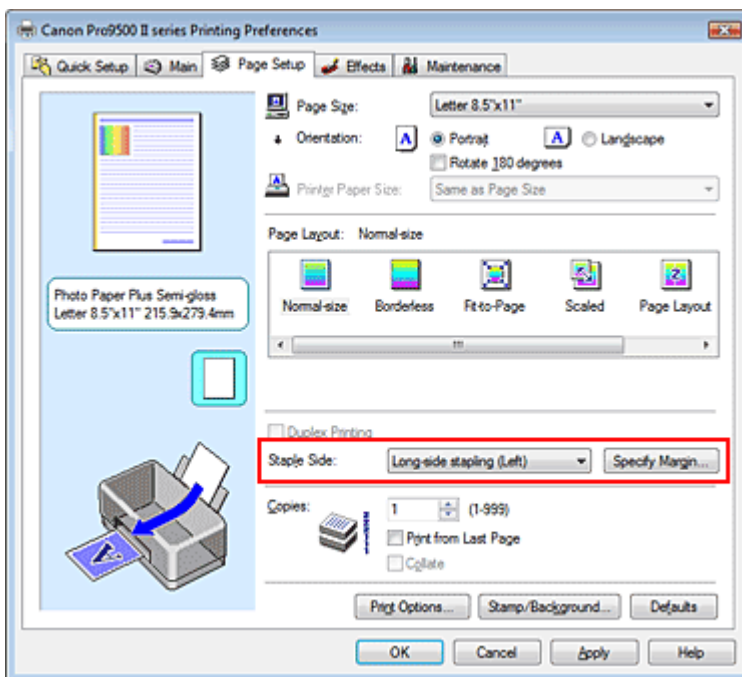 Canon Pro9500 II series Printing Preferences
Quick Setup Main Page Setup Effects Maintenance
Page Size: Letter 8.5"x11"
Orientation: A Portrait A Landscape
Rotate 180 degrees
Printer Paper Size: Same as Page Size
Page Layout: Normal-size
Normal-size Borderless Fit-to-Page Scaled Page Layout
Photo Paper Plus Semi-gloss
Letter 8.5"x11" 215.9x279.4mm
Duplex Printing
Staple Side: Long-side stapling (Left) Specify Margin...
Copies: 1 (1-999)
Print from Last Page
Collate
Print Options... Stamp/Background... Defaults
OK Cancel Apply Help